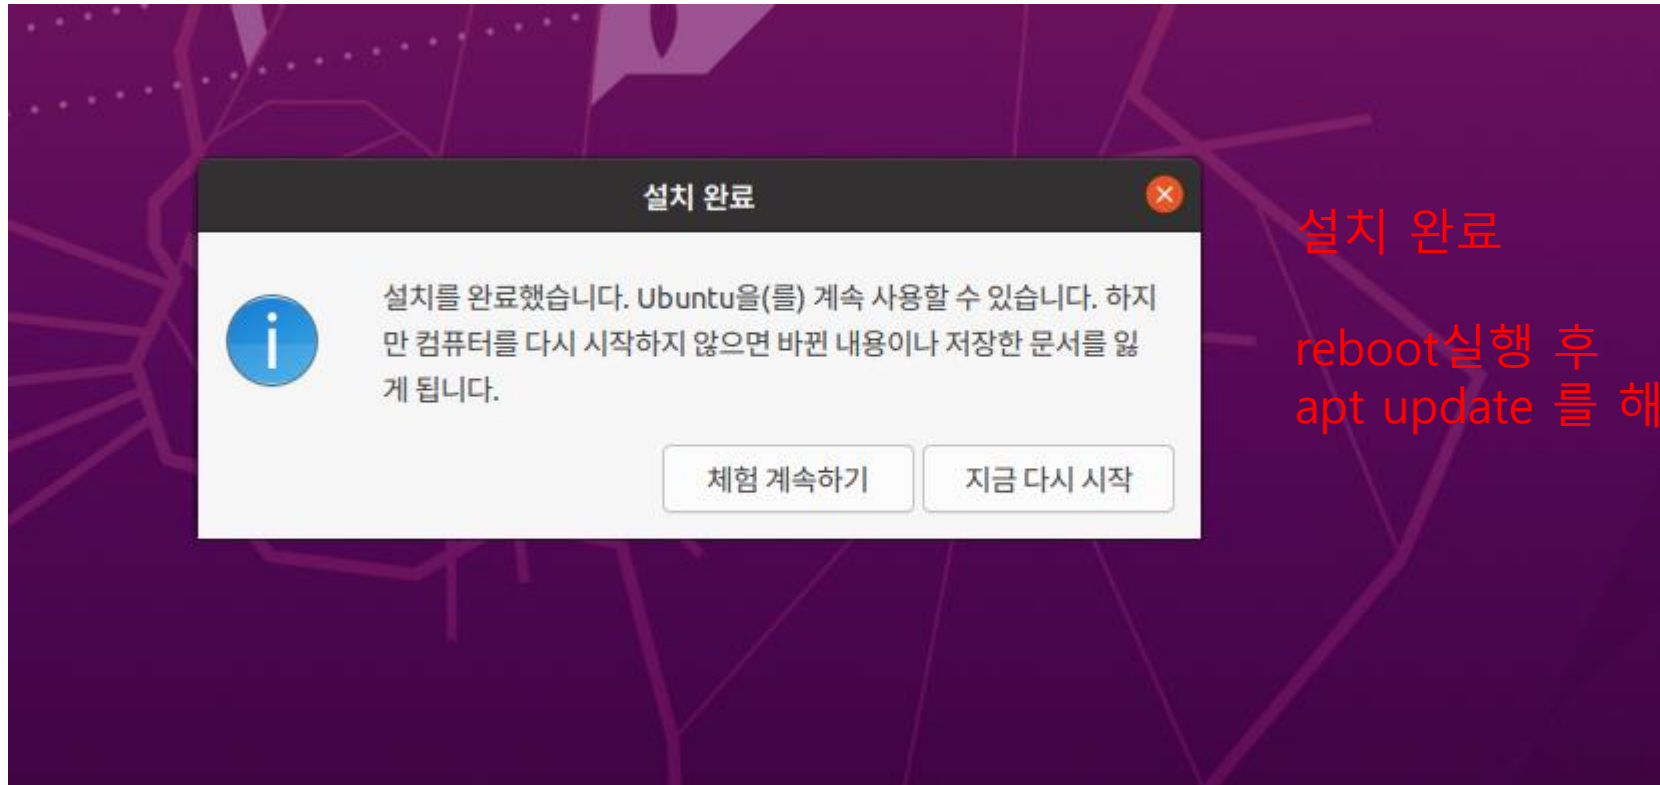 설치 완료
설치를 완료했습니다. Ubuntu을(를) 계속 사용할 수 있습니다. 하지
만 컴퓨터를 다시 시작하지 않으면 바뀐 내용이나 저장한 문서를 잃
게 됩니다.
체험 계속하기
지금 다시 시작
설치 완료
reboot실행 후
apt update 를 해